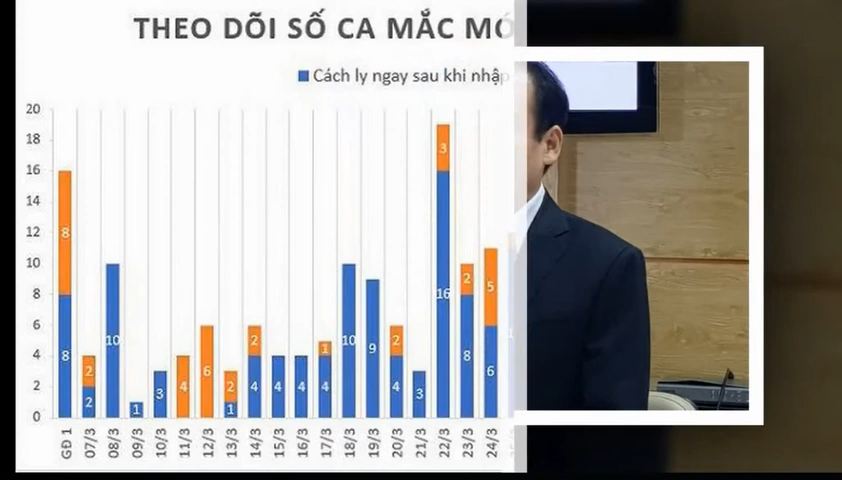 THEO DÕI SỐ CA MẮC MỚ
Cách ly ngay sau khi nhập
20
18
16
14
12
10
8
6
4
2
0
8 2 10 1 3 4 6 1 4 4 4 4 10 9 4 3 16 8 6
8 2 2 2 1 2 3 2 5
GĐ 1 07/3 08/3 09/3 10/3 11/3 12/3 13/3 14/3 15/3 16/3 17/3 18/3 19/3 20/3 21/3 22/3 23/3 24/3